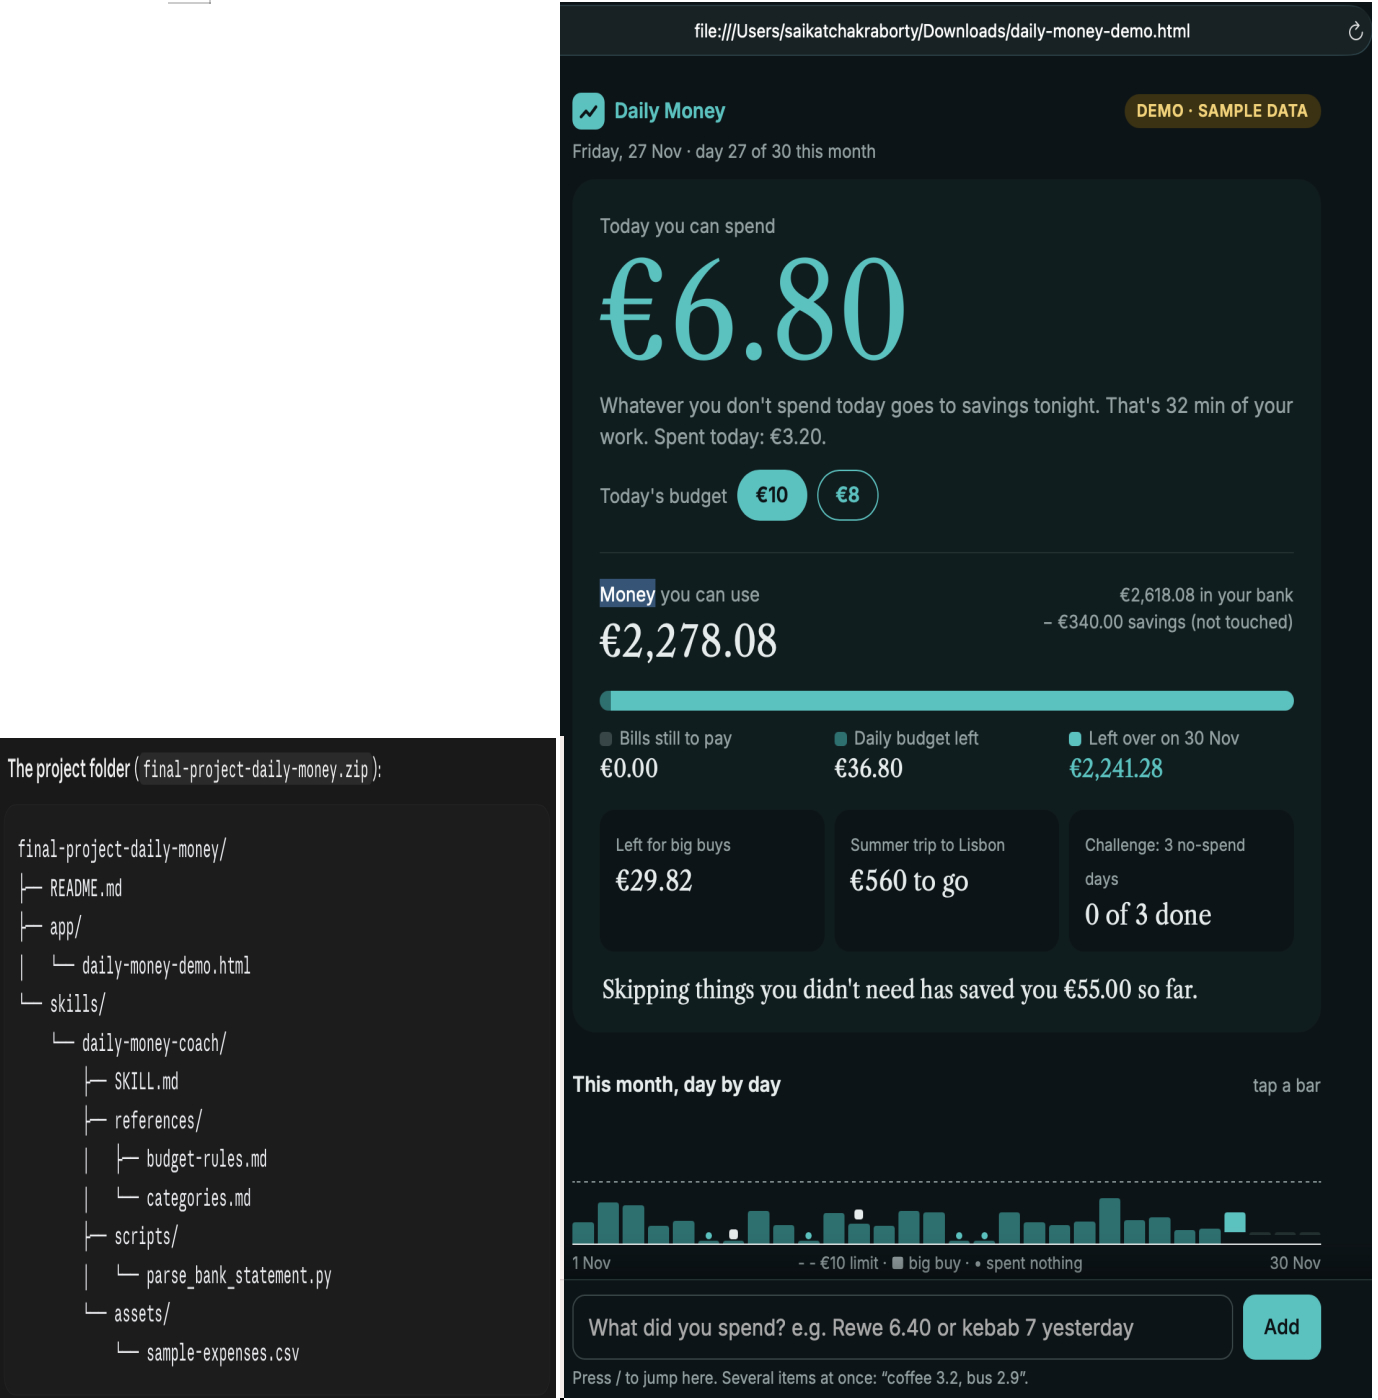 The project folder (final-project-daily-money.zip):
final-project-daily-money/
├── README.md
├── app/
│   └── daily-money-demo.html
└── skills/
    └── daily-money-coach/
        ├── SKILL.md
        ├── references/
        │   ├── budget-rules.md
        │   └── categories.md
        ├── scripts/
        │   └── parse_bank_statement.py
        └── assets/
            └── sample-expenses.csv
file:///Users/saikatchakraborty/Downloads/daily-money-demo.html
Daily Money
DEMO · SAMPLE DATA
Friday, 27 Nov · day 27 of 30 this month
Today you can spend
€6.80
Whatever you don't spend today goes to savings tonight. That's 32 min of your
work. Spent today: €3.20.
Today's budget €10 €8
Money you can use
€2,278.08
€2,618.08 in your bank
− €340.00 savings (not touched)
Bills still to pay
€0.00
Daily budget left
€36.80
Left over on 30 Nov
€2,241.28
Left for big buys
€29.82
Summer trip to Lisbon
€560 to go
Challenge: 3 no-spend
days
0 of 3 done
Skipping things you didn't need has saved you €55.00 so far.
This month, day by day
tap a bar
1 Nov
- - €10 limit · ■ big buy · • spent nothing
30 Nov
What did you spend? e.g. Rewe 6.40 or kebab 7 yesterday
Add
Press / to jump here. Several items at once: “coffee 3.2, bus 2.9”.